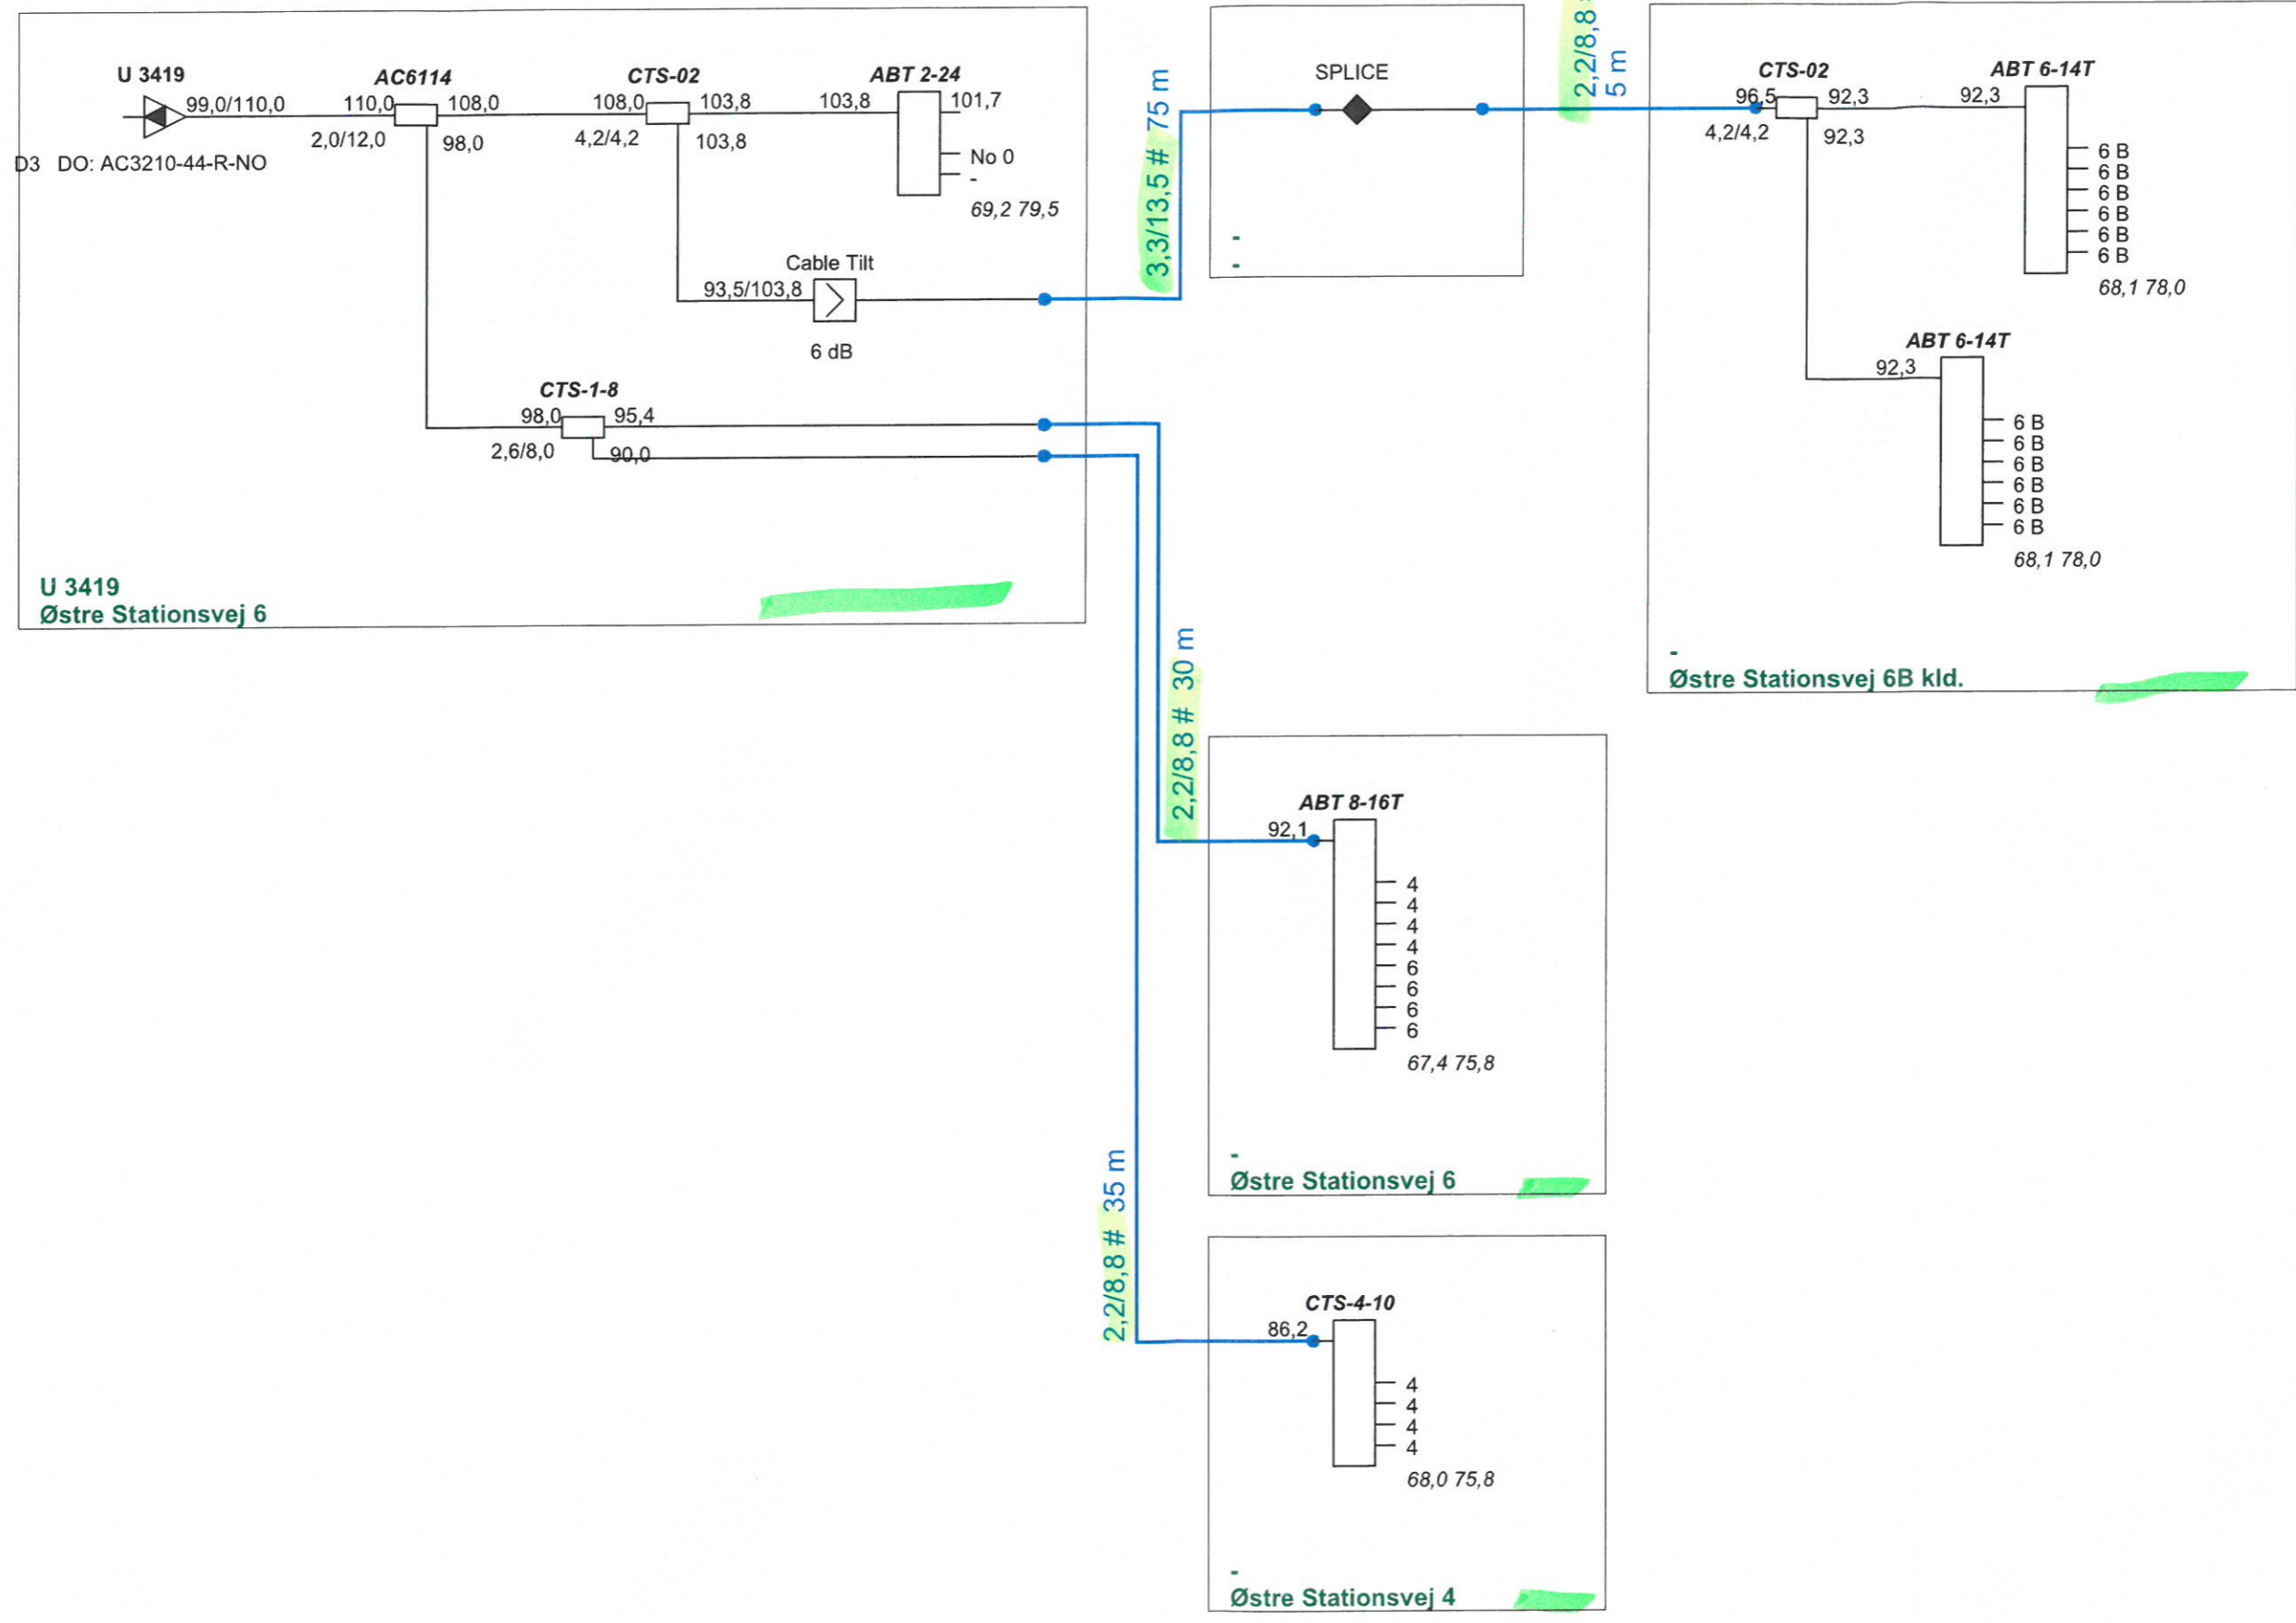 U 3419
99,0/110,0
D3 DO: AC3210-44-R-NO
AC6114
110,0
108,0
2,0/12,0
98,0
CTS-02
108,0
103,8
4,2/4,2
103,8
ABT 2-24
103,8
101,7
No 0
-
69,2 79,5
Cable Tilt
93,5/103,8
6 dB
CTS-1-8
98,0
95,4
2,6/8,0
90,0
U 3419
Østre Stationsvej 6
3,3/13,5 # 75 m
SPLICE
-
-
2,2/8,8
5 m
CTS-02
96,5
92,3
4,2/4,2
92,3
ABT 6-14T
92,3
6 B
6 B
6 B
6 B
6 B
6 B
68,1 78,0
ABT 6-14T
92,3
6 B
6 B
6 B
6 B
6 B
6 B
68,1 78,0
-
Østre Stationsvej 6B kld.
2,2/8,8 # 30 m
ABT 8-16T
92,1
4
4
4
4
6
6
6
6
67,4 75,8
-
Østre Stationsvej 6
2,2/8,8 # 35 m
CTS-4-10
86,2
4
4
4
4
68,0 75,8
-
Østre Stationsvej 4